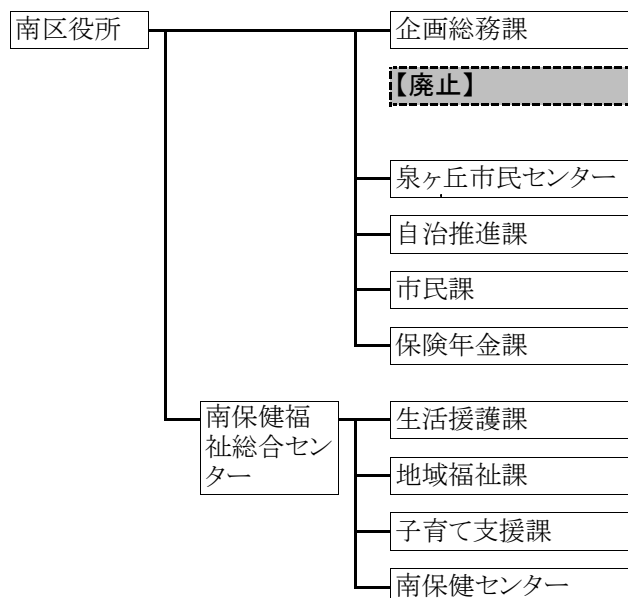 南区役所
企画総務課
【廃止】
泉ヶ丘市民センター
自治推進課
市民課
保険年金課
南保健福
祉総合セン
ター
生活援護課
地域福祉課
子育て支援課
南保健センター